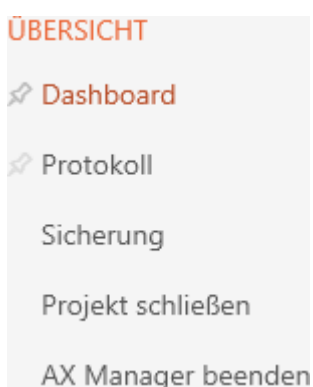 ÜBERSICHT
Dashboard
Protokoll
Sicherung
Projekt schließen
AX Manager beenden